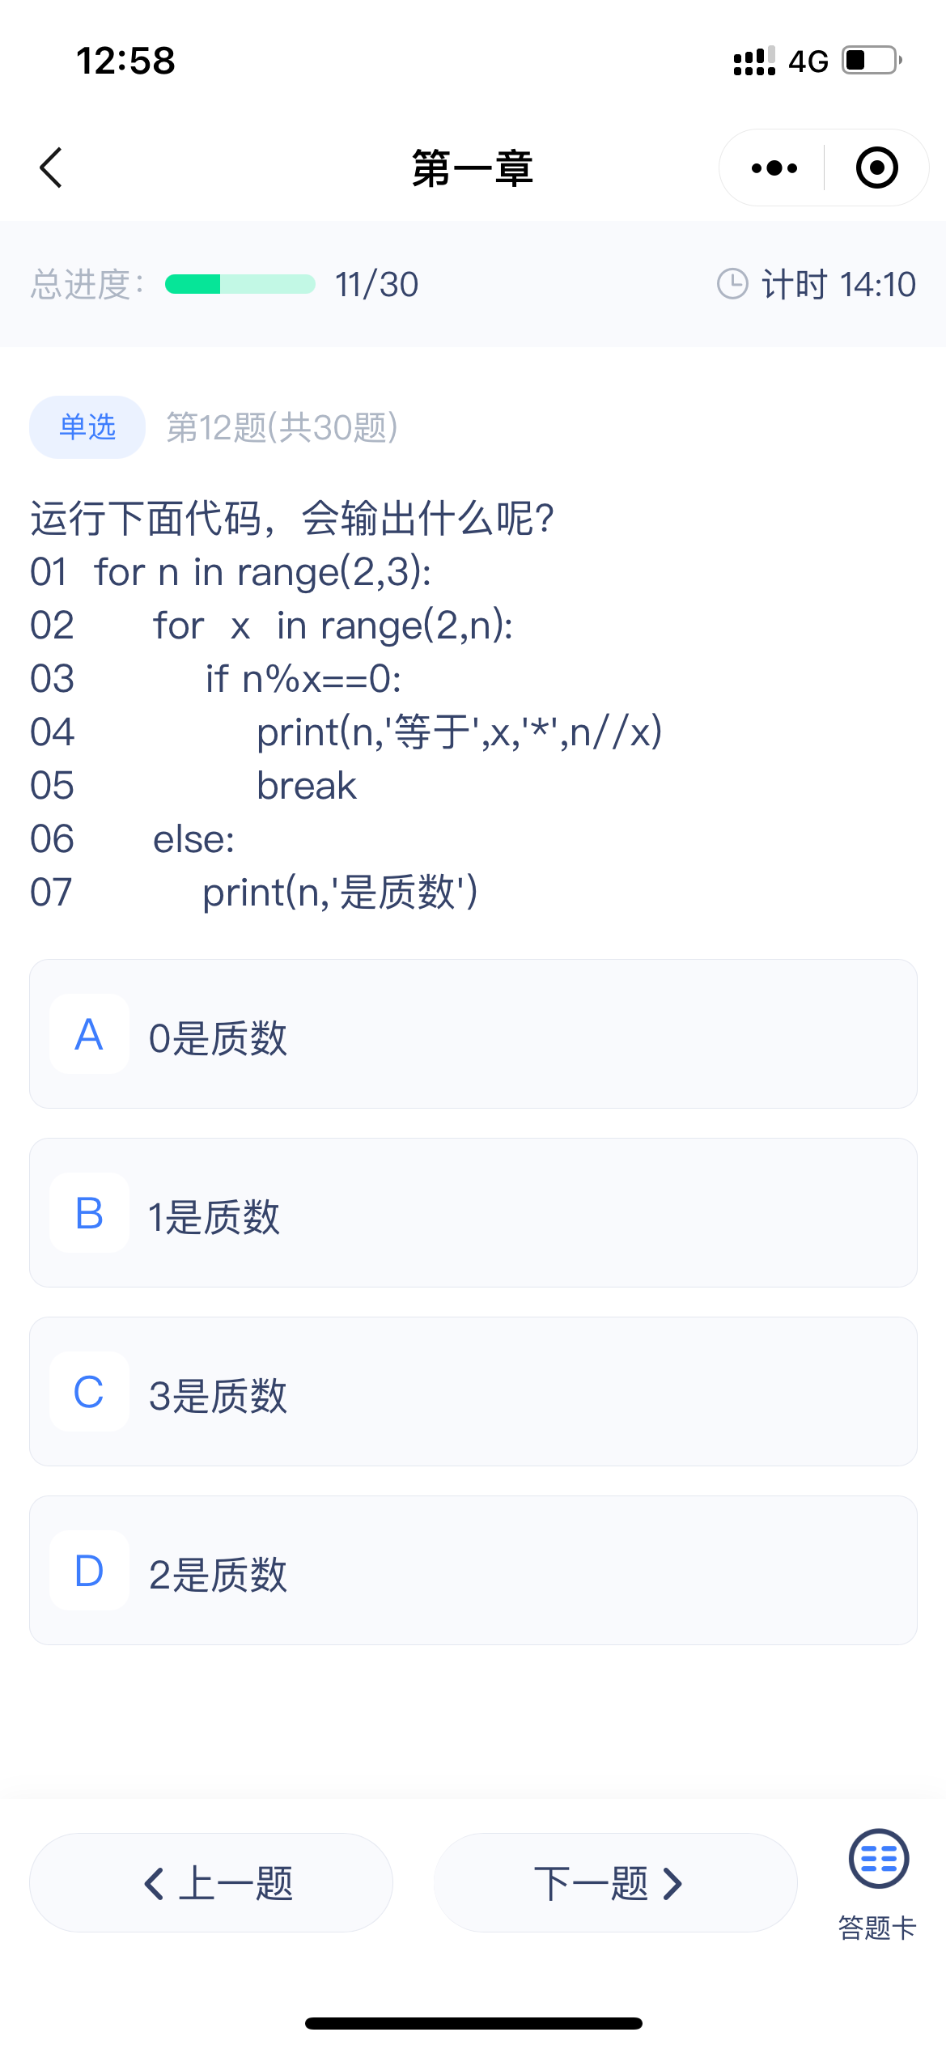 12:58 4G
第一章
总进度： 11/30 计时 14:10
单选 第12题(共30题)
运行下面代码，会输出什么呢？
01  for n in range(2,3):
02      for  x  in range(2,n):
03          if n%x==0:
04              print(n,'等于',x,'*',n//x)
05              break
06      else:
07          print(n,'是质数')
A 0是质数
B 1是质数
C 3是质数
D 2是质数
上一题 下一题 答题卡